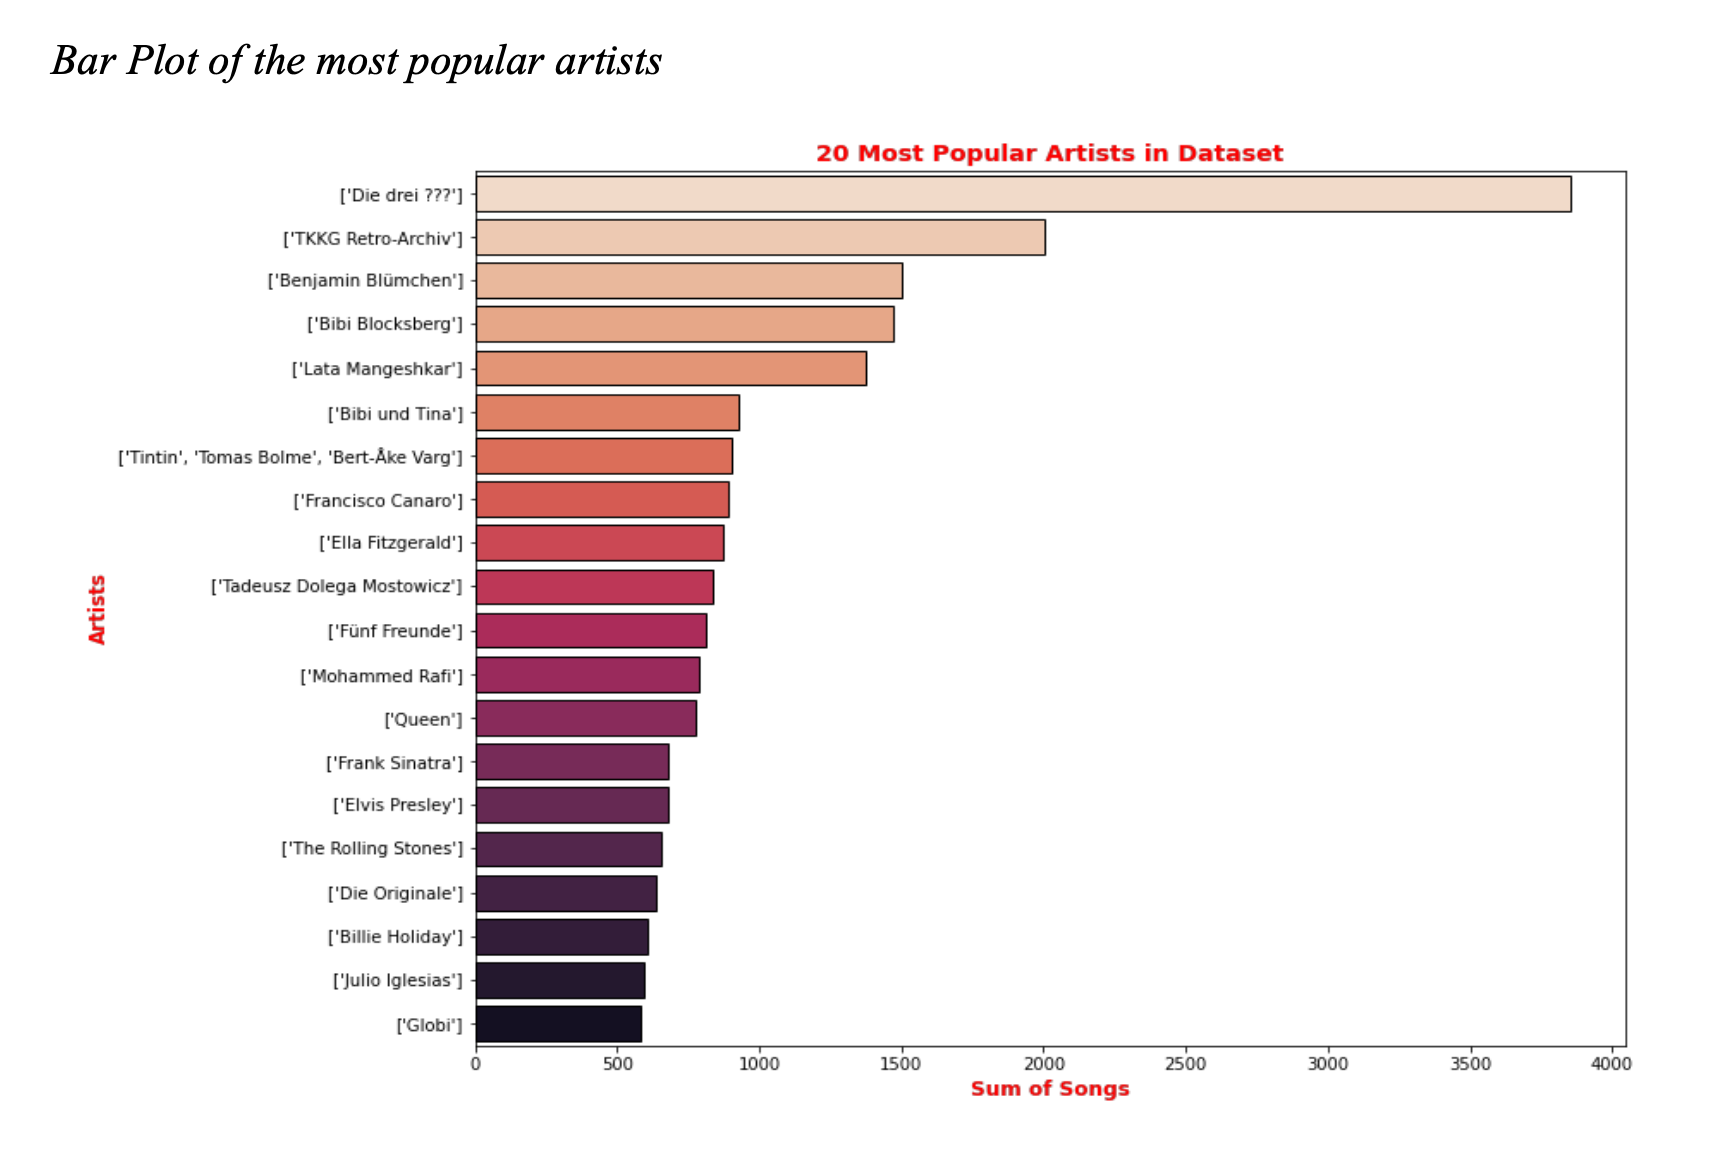 Bar Plot of the most popular artists
20 Most Popular Artists in Dataset
['Die drei ???']
['TKKG Retro-Archiv']
['Benjamin Blümchen']
['Bibi Blocksberg']
['Lata Mangeshkar']
['Bibi und Tina']
['Tintin', 'Tomas Bolme', 'Bert-Åke Varg']
['Francisco Canaro']
['Ella Fitzgerald']
['Tadeusz Dolega Mostowicz']
['Fünf Freunde']
['Mohammed Rafi']
['Queen']
['Frank Sinatra']
['Elvis Presley']
['The Rolling Stones']
['Die Originale']
['Billie Holiday']
['Julio Iglesias']
['Globi']
Artists
0 500 1000 1500 2000 2500 3000 3500 4000
Sum of Songs